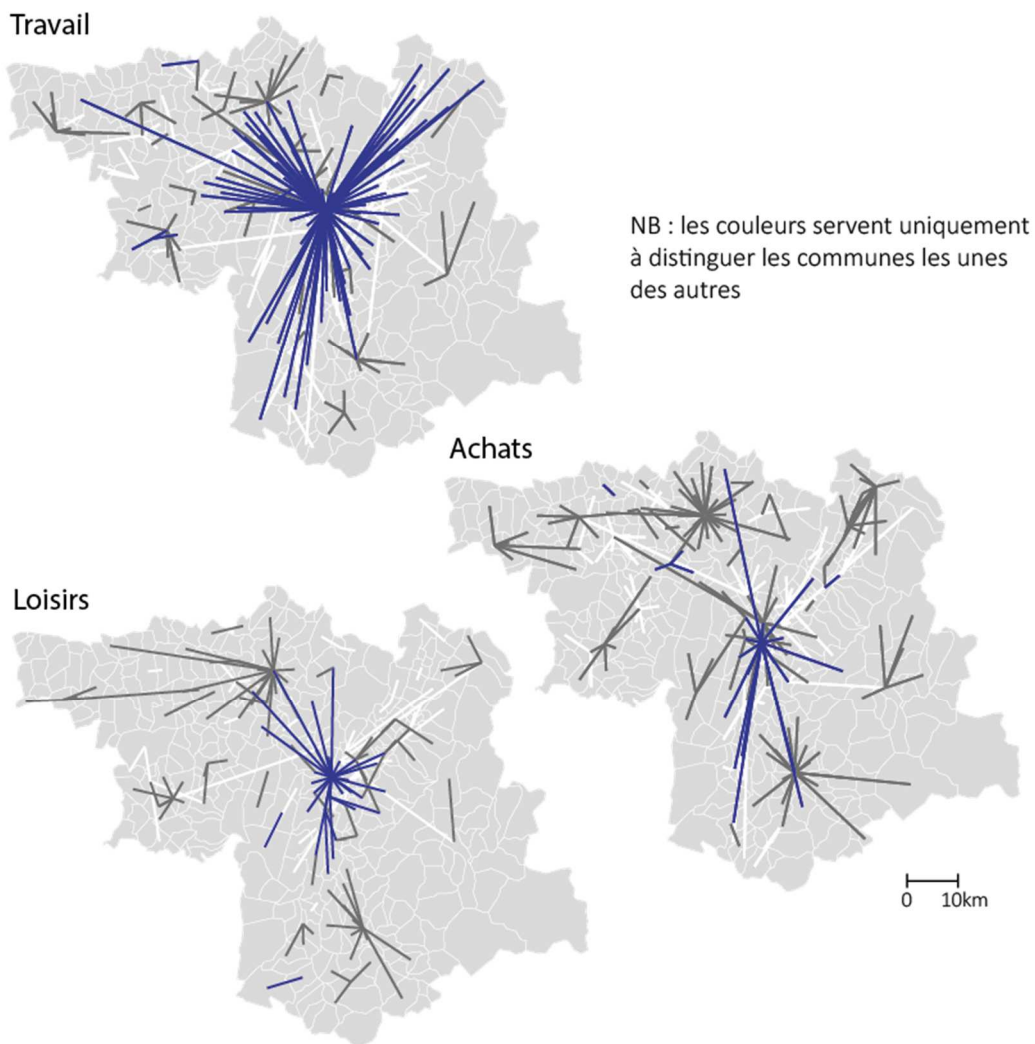 Travail
NB : les couleurs servent uniquement
à distinguer les communes les unes
des autres
Achats
Loisirs
0 10km